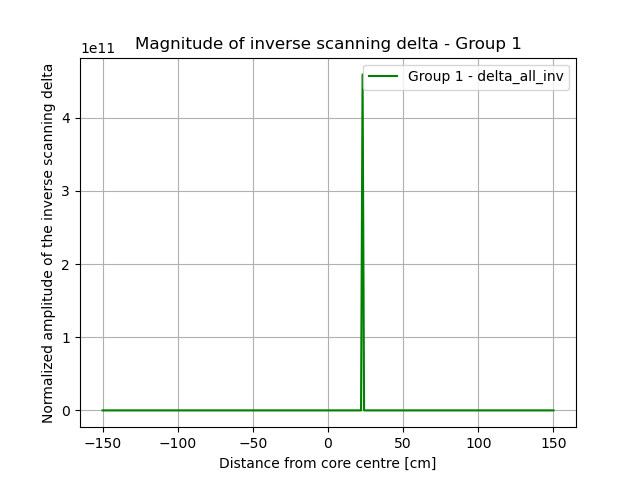 Magnitude of inverse scanning delta - Group 1
1e11
Group 1 - delta_all_inv
Normalized amplitude of the inverse scanning delta
4
3
2
1
0
−150
−100
−50
0
50
100
150
Distance from core centre [cm]